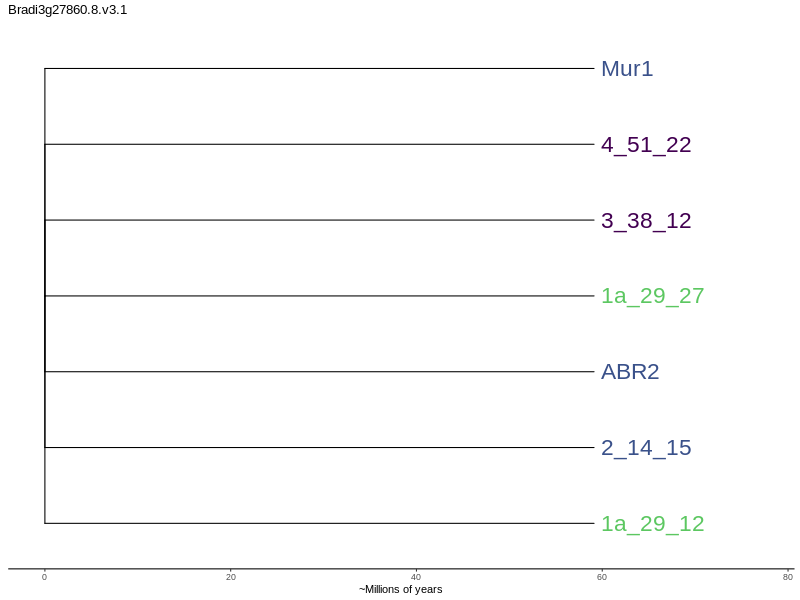 Bradi3g27860.8.v3.1
Mur1
4_51_22
3_38_12
1a_29_27
ABR2
2_14_15
1a_29_12
0 20 40 60 80
~Millions of years